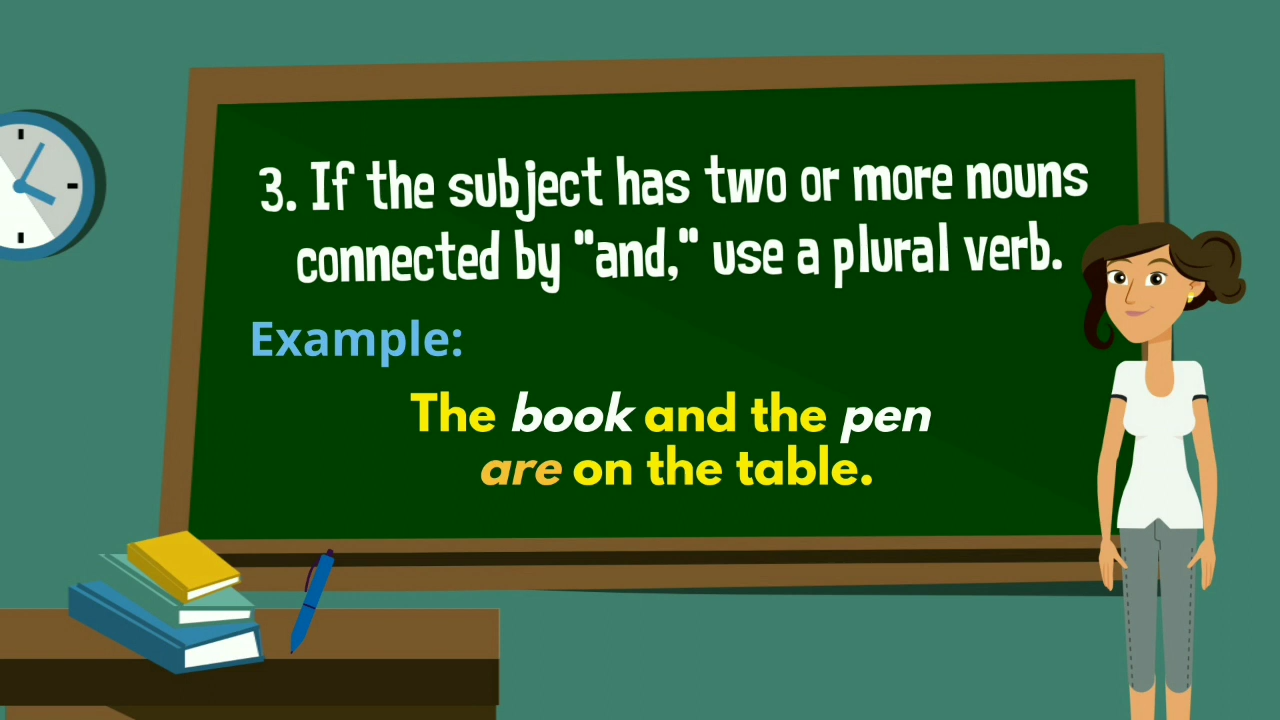 3. If the subject has two or more nouns
connected by "and," use a plural verb.
Example:
The book and the pen
are on the table.